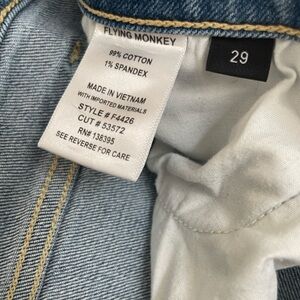 FLYING MONKEY
99% COTTON
1% SPANDEX
MADE IN VIETNAM
WITH IMPORTED MATERIALS
STYLE # F4426
CUT # 53572
RN# 138395
SEE REVERSE FOR CARE
29